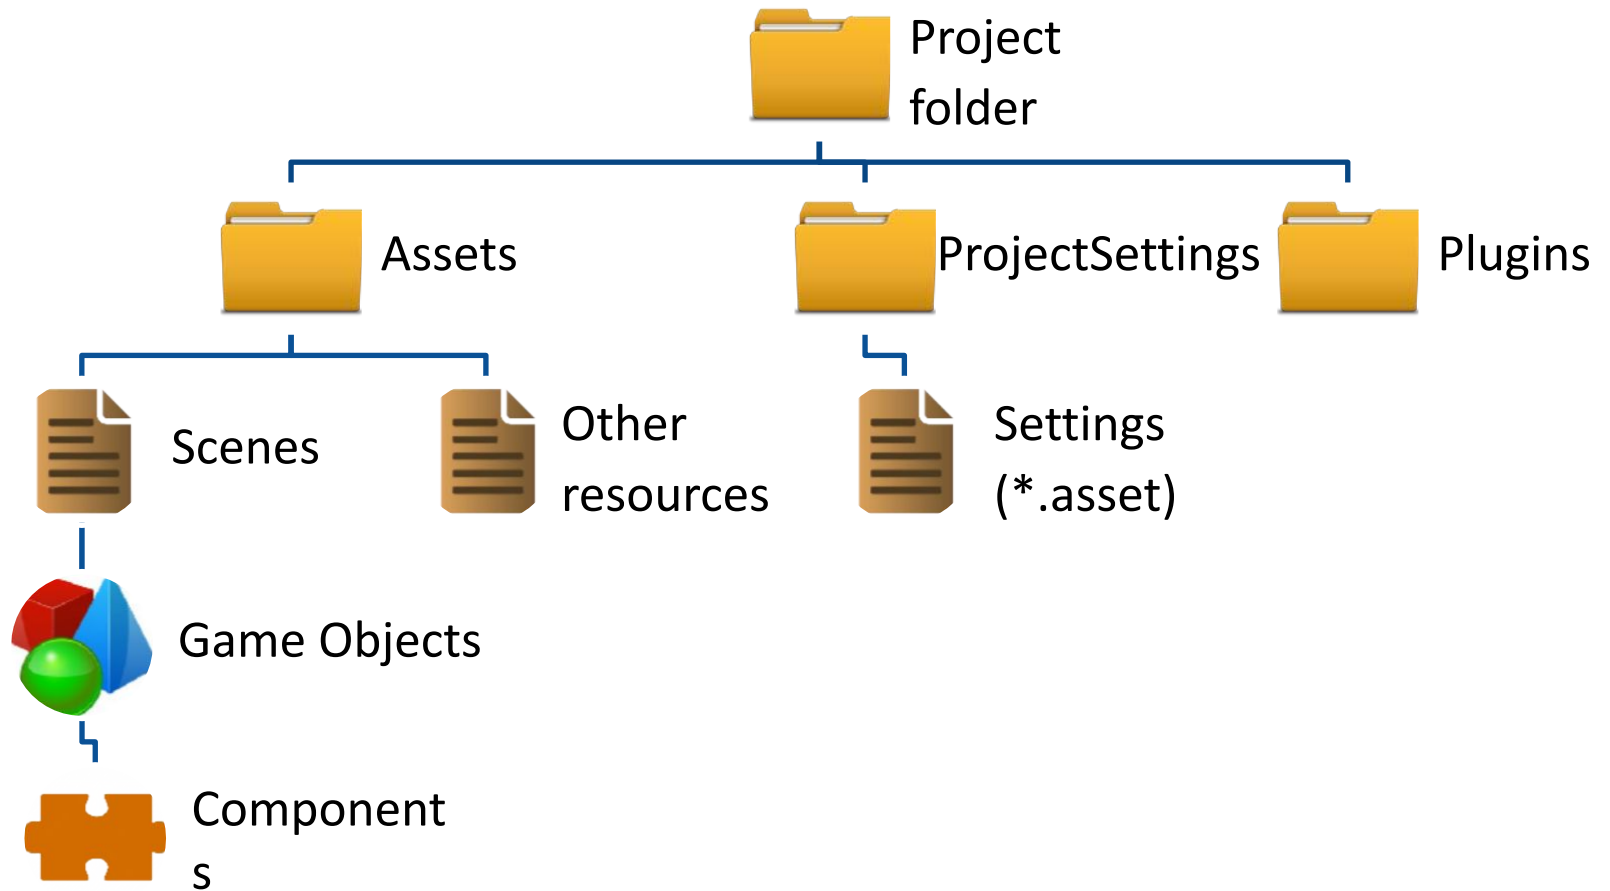 Project
folder
Assets
ProjectSettings
Plugins
Scenes
Other
resources
Settings
(*.asset)
Game Objects
Component
s